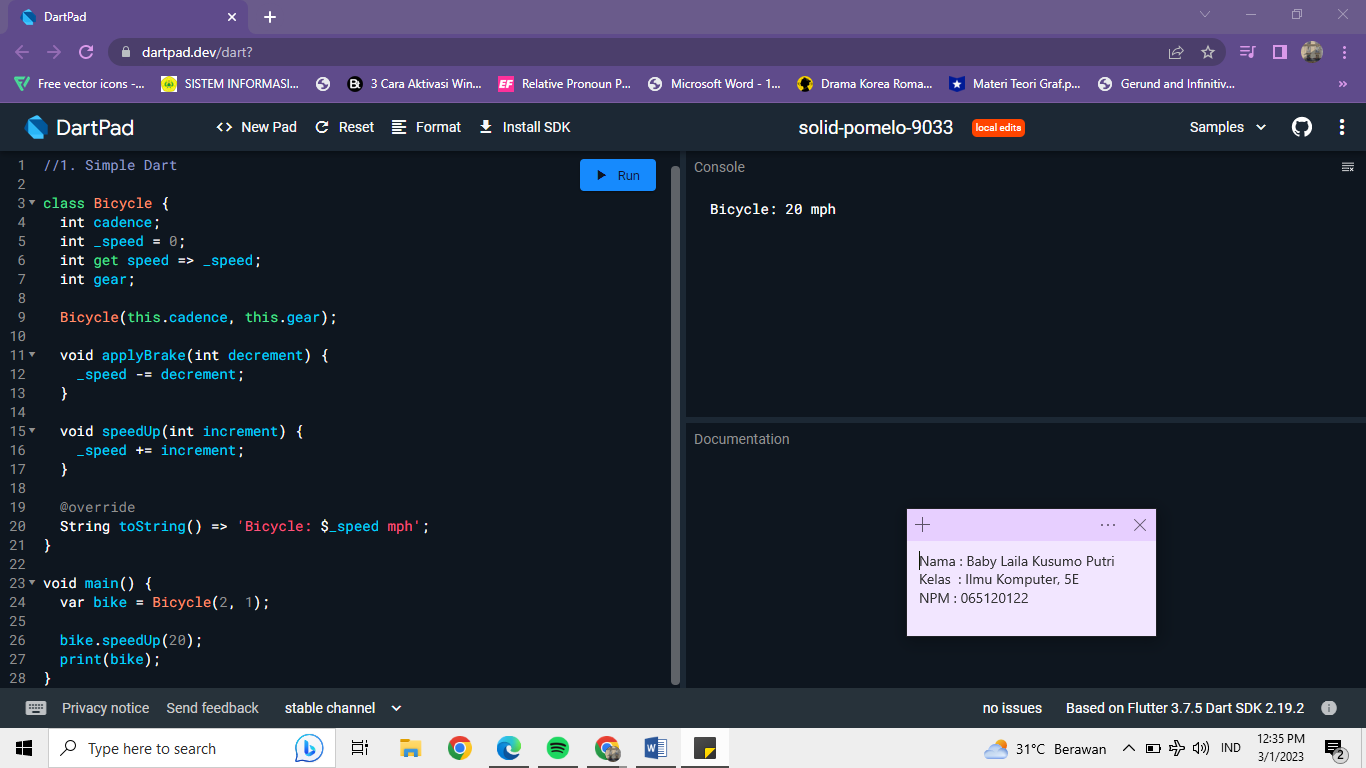 DartPad
dartpad.dev/dart?
Free vector icons -...
SISTEM INFORMASI...
3 Cara Aktivasi Win...
EF Relative Pronoun P...
Microsoft Word - 1...
Drama Korea Roma...
Materi Teori Graf.p...
Gerund and Infinitiv...
DartPad
<> New Pad
Reset
Format
Install SDK
solid-pomelo-9033
local edits
Samples
Run
1 //1. Simple Dart
2
3 class Bicycle {
4 int cadence;
5 int _speed = 0;
6 int get speed => _speed;
7 int gear;
8
9 Bicycle(this.cadence, this.gear);
10
11 void applyBrake(int decrement) {
12 _speed -= decrement;
13 }
14
15 void speedUp(int increment) {
16 _speed += increment;
17 }
18
19 @override
20 String toString() => 'Bicycle: $_speed mph';
21 }
22
23 void main() {
24 var bike = Bicycle(2, 1);
25
26 bike.speedUp(20);
27 print(bike);
28 }
Console
Bicycle: 20 mph
Documentation
Nama : Baby Laila Kusumo Putri
Kelas : Ilmu Komputer, 5E
NPM : 065120122
Privacy notice
Send feedback
stable channel
no issues
Based on Flutter 3.7.5 Dart SDK 2.19.2
Type here to search
31°C Berawan
IND
12:35 PM
3/1/2023
2